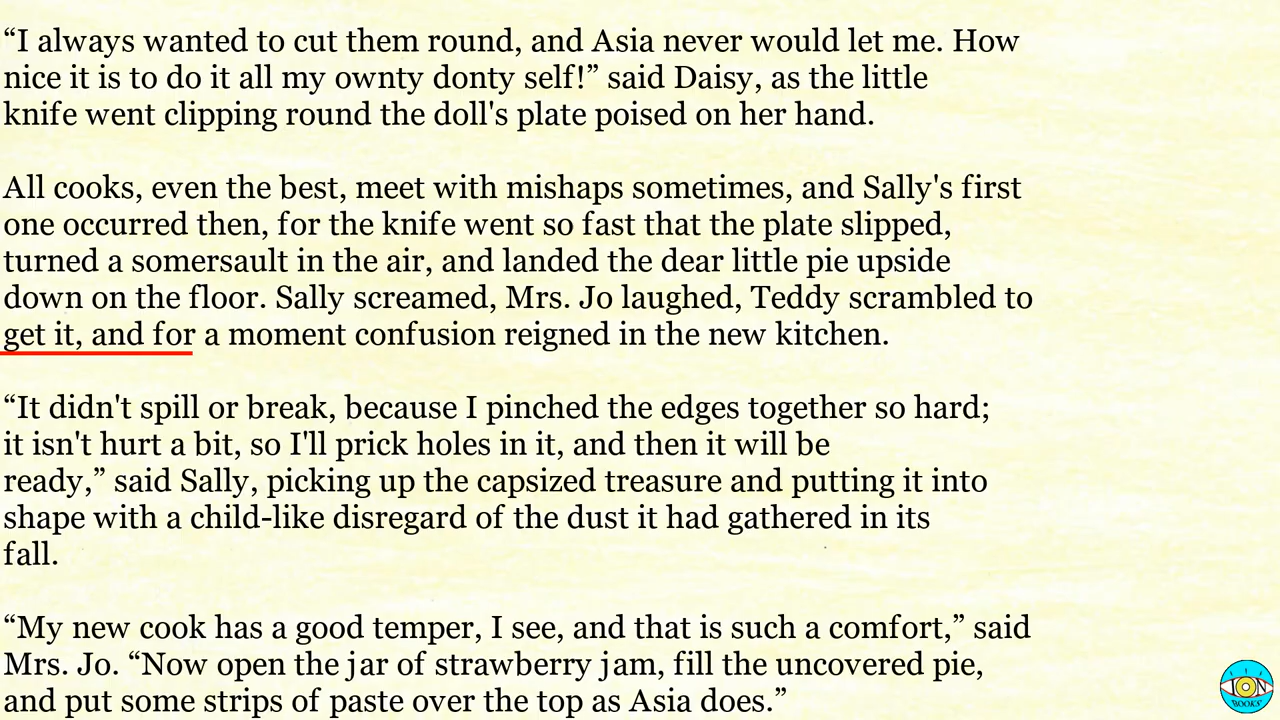 “I always wanted to cut them round, and Asia never would let me. How
nice it is to do it all my ownty donty self!” said Daisy, as the little
knife went clipping round the doll's plate poised on her hand.
All cooks, even the best, meet with mishaps sometimes, and Sally's first
one occurred then, for the knife went so fast that the plate slipped,
turned a somersault in the air, and landed the dear little pie upside
down on the floor. Sally screamed, Mrs. Jo laughed, Teddy scrambled to
get it, and for a moment confusion reigned in the new kitchen.
“It didn't spill or break, because I pinched the edges together so hard;
it isn't hurt a bit, so I'll prick holes in it, and then it will be
ready,” said Sally, picking up the capsized treasure and putting it into
shape with a child-like disregard of the dust it had gathered in its
fall.
“My new cook has a good temper, I see, and that is such a comfort,” said
Mrs. Jo. “Now open the jar of strawberry jam, fill the uncovered pie,
and put some strips of paste over the top as Asia does.”
ION
BOOKS